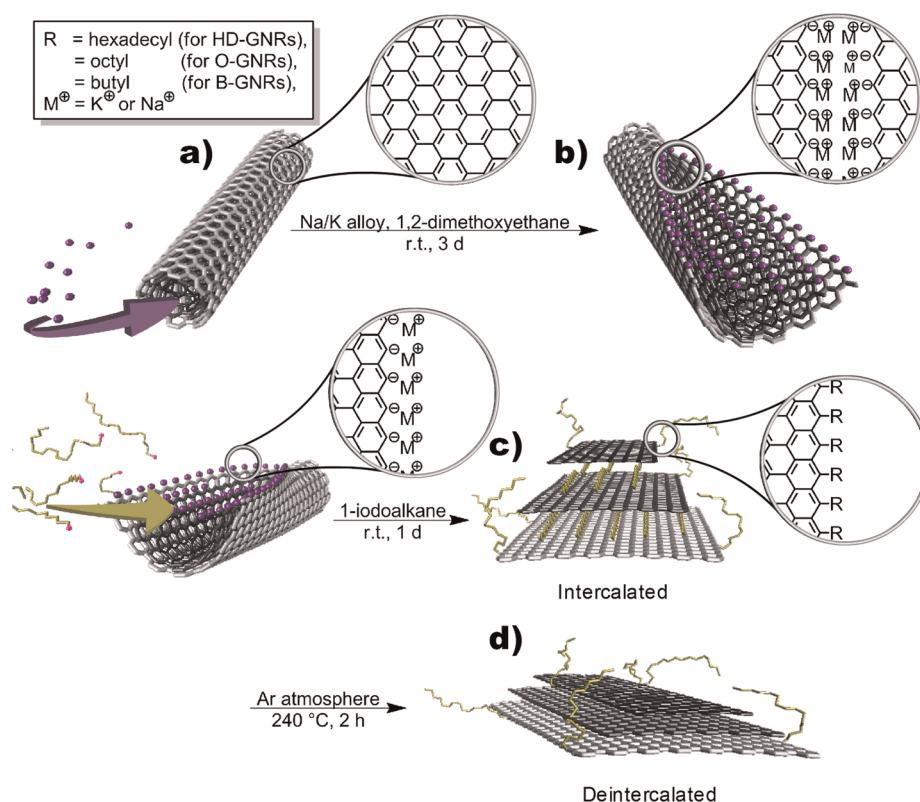 R = hexadecyl (for HD-GNRs),
= octyl (for O-GNRs),
= butyl (for B-GNRs),
M⊕ = K⊕ or Na⊕
a)
b)
⊕ ⊕
M M
⊖ ⊕ ⊕ ⊖
M M
⊖ ⊕ ⊕ ⊖
M M
⊖ ⊕ ⊕ ⊖
M M
⊖ ⊕ ⊕ ⊖
M M
⊖ ⊕ ⊕ ⊖
M M
⊖ ⊕ ⊕ ⊖
Na/K alloy, 1,2-dimethoxyethane
r.t., 3 d
⊖ M⊕
⊖ M⊕
⊖ M⊕
⊖ M⊕
⊖ M⊕
⊖ ⊕
c)
R
R
R
R
R
R
R
1-iodoalkane
r.t., 1 d
Intercalated
d)
Ar atmosphere
240 °C, 2 h
Deintercalated